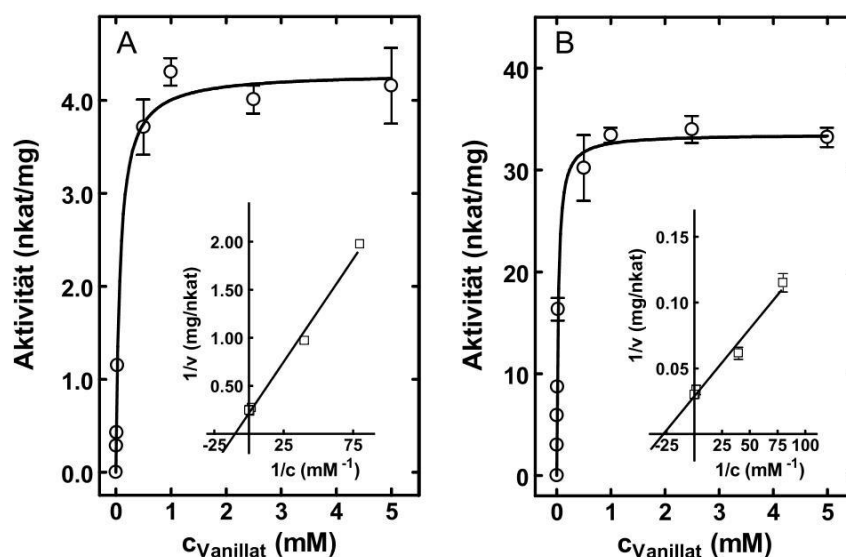 A
Aktivität (nkat/mg)
4.0
3.0
2.0
1.0
0.0
0 1 2 3 4 5
cVanillat (mM)
1/v (mg/nkat)
2.00
1.00
0.50
-25 25 75
1/c (mM⁻¹)
B
Aktivität (nkat/mg)
40
30
20
10
0
0 1 2 3 4 5
cVanillat (mM)
1/v (mg/nkat)
0.15
0.10
0.05
-25 25 50 75 100
1/c (mM⁻¹)